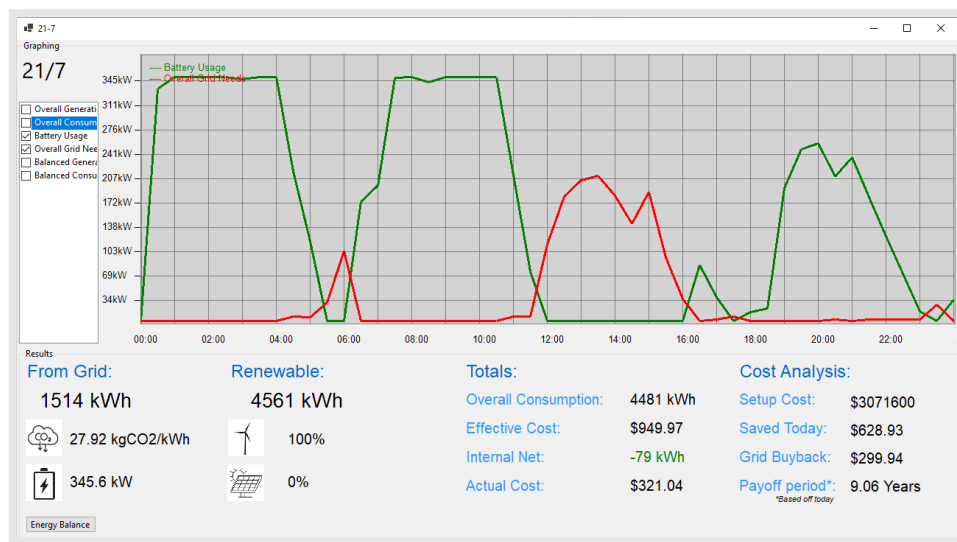 21-7
Graphing
21/7
---- Battery Usage
---- Overall Grid Needs
Overall Generati
Overall Consum
Battery Usage
Overall Grid Nee
Balanced Genera
Balanced Consu
345kW
311kW
276kW
241kW
207kW
172kW
138kW
103kW
69kW
34kW
00:00 02:00 04:00 06:00 08:00 10:00 12:00 14:00 16:00 18:00 20:00 22:00
Results
From Grid: Renewable: Totals: Cost Analysis:
1514 kWh 4561 kWh Overall Consumption: 4481 kWh Setup Cost: $3071600
CO2 27.92 kgCO2/kWh 100% Effective Cost: $949.97 Saved Today: $628.93
Internal Net: -79 kWh Grid Buyback: $299.94
345.6 kW 0% Actual Cost: $321.04 Payoff period*: 9.06 Years
*Based off today
Energy Balance